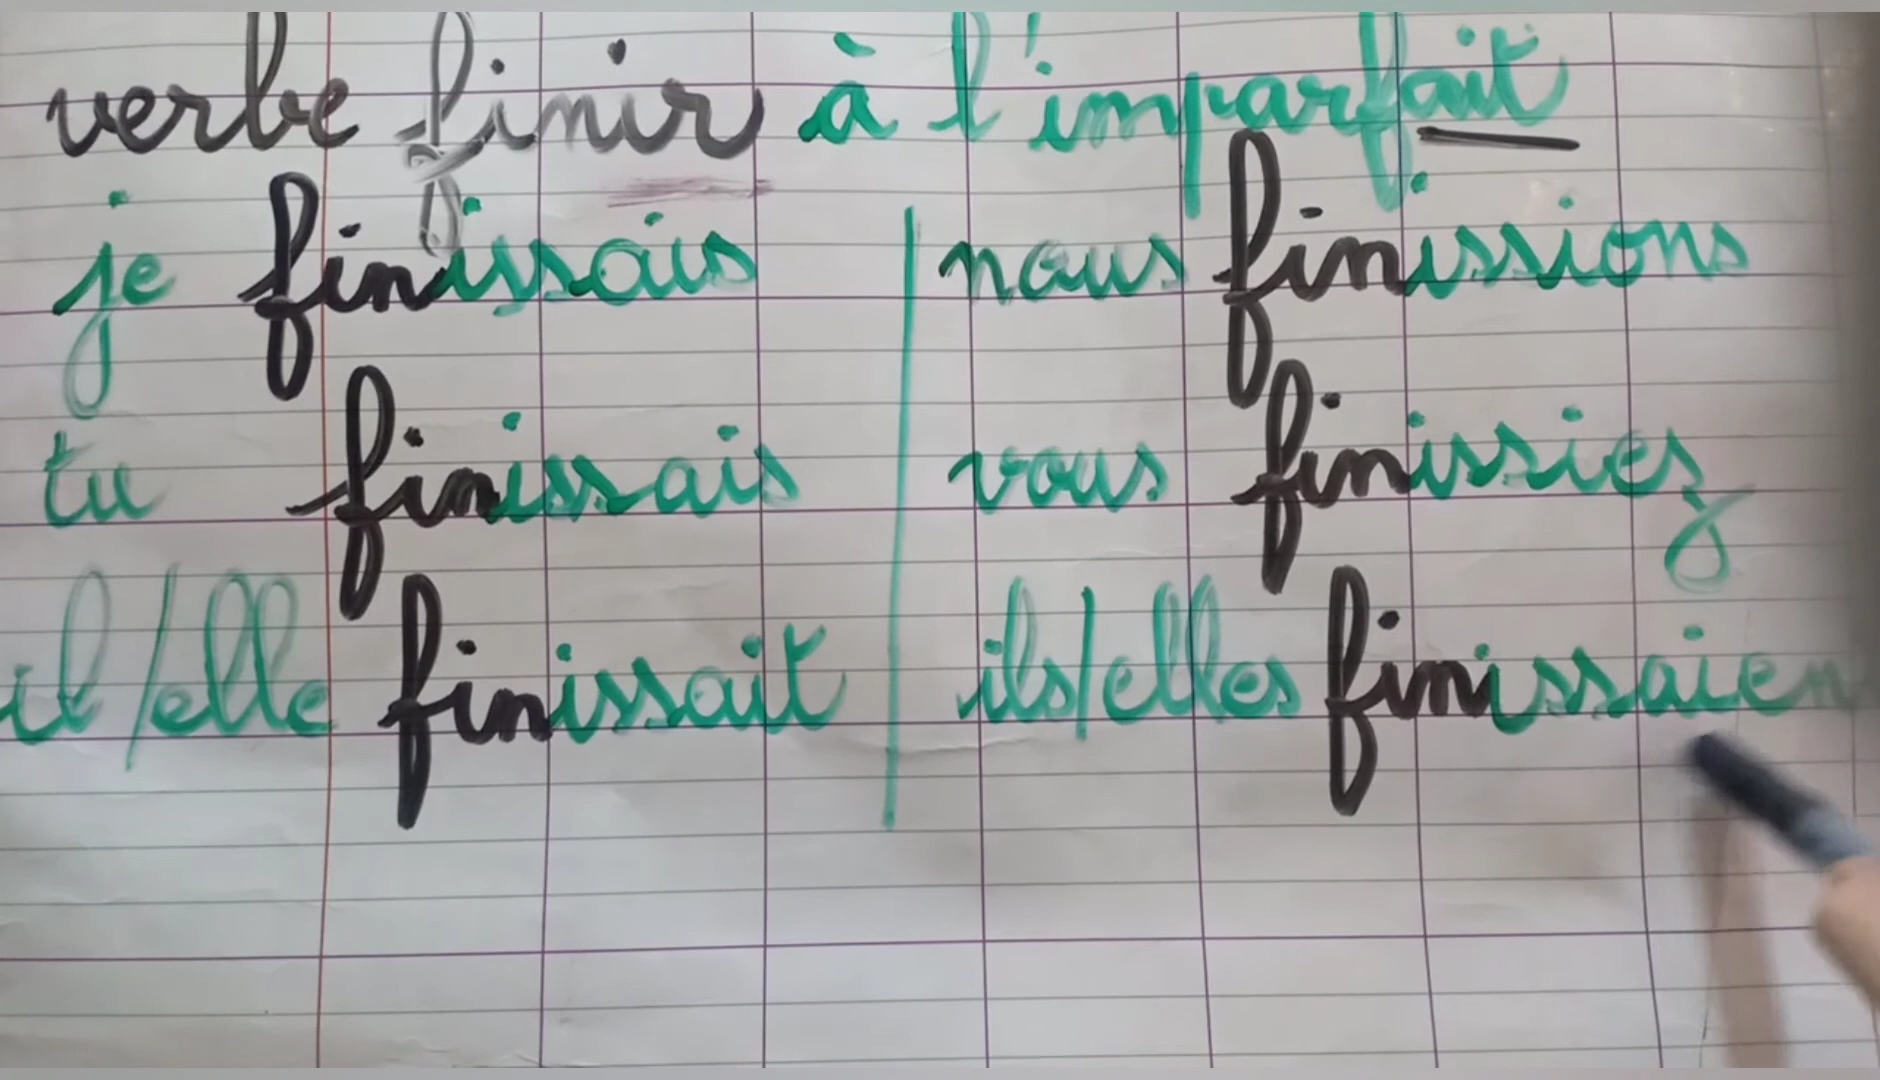 verbe finir à l'imparfait
je finissais
tu finissais
il/elle finissait
nous finissions
vous finissiez
ils/elles finissaien